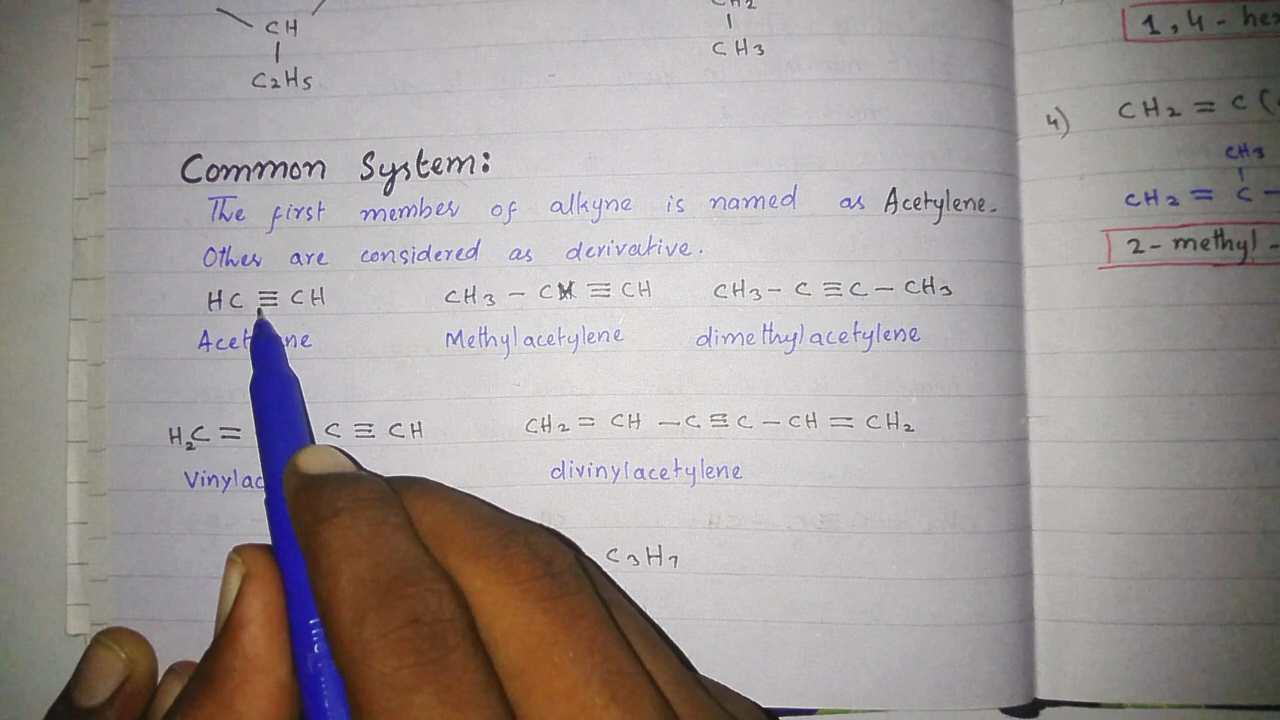 CH
C2H5
CH2
CH3
Common System:
The first member of alkyne is named as Acetylene.
Other are considered as derivative.
HC ≡ CH
CH3 - C ≡ CH
CH3 - C ≡ C - CH3
Methylacetylene
dimethylacetylene
H2C =
C ≡ CH
CH2 = CH - C ≡ C - CH = CH2
divinylacetylene
C3H7
1,4-
4)
CH2 = C (
CH3
CH2 = C -
2-methyl-